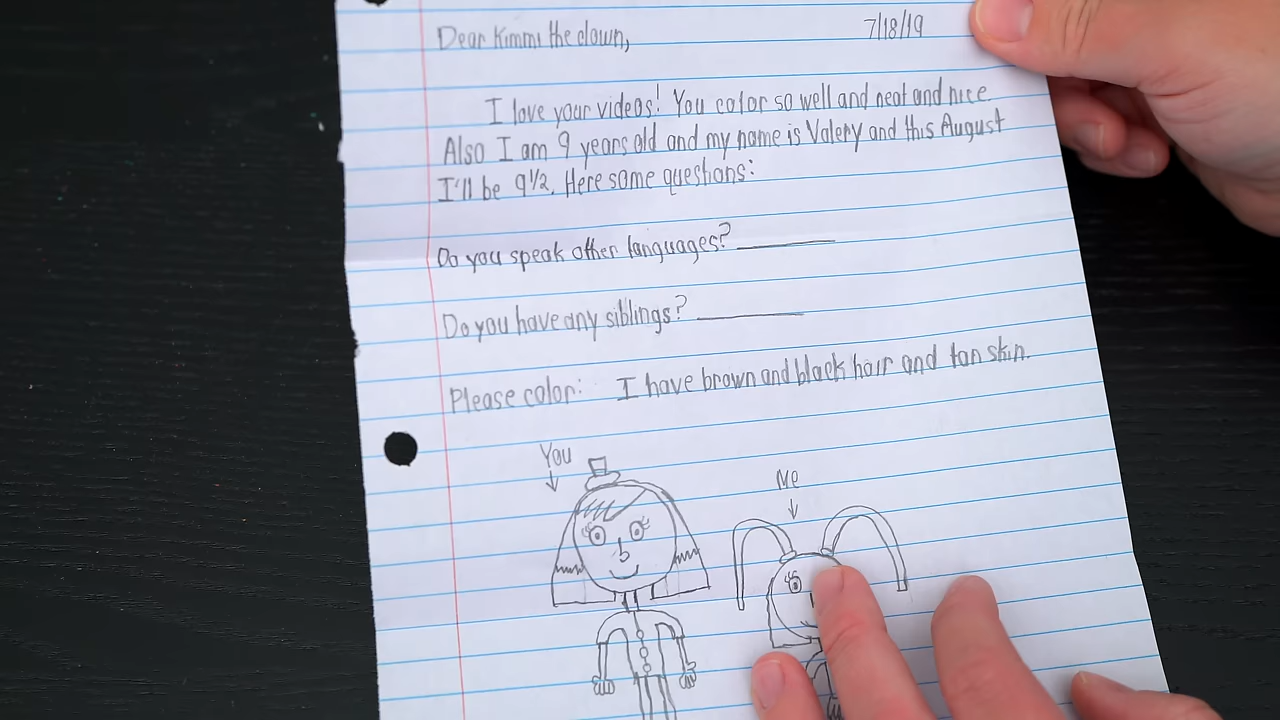 Dear Kimmi the clown,
7/18/19
I love your videos! You color so well and neat and nice.
Also I am 9 years old and my name is Valery and this August
I'll be 9 1/2. Here some questions:
Do you speak other languages?
Do you have any siblings?
Please color: I have brown and black hair and tan skin.
You
Me